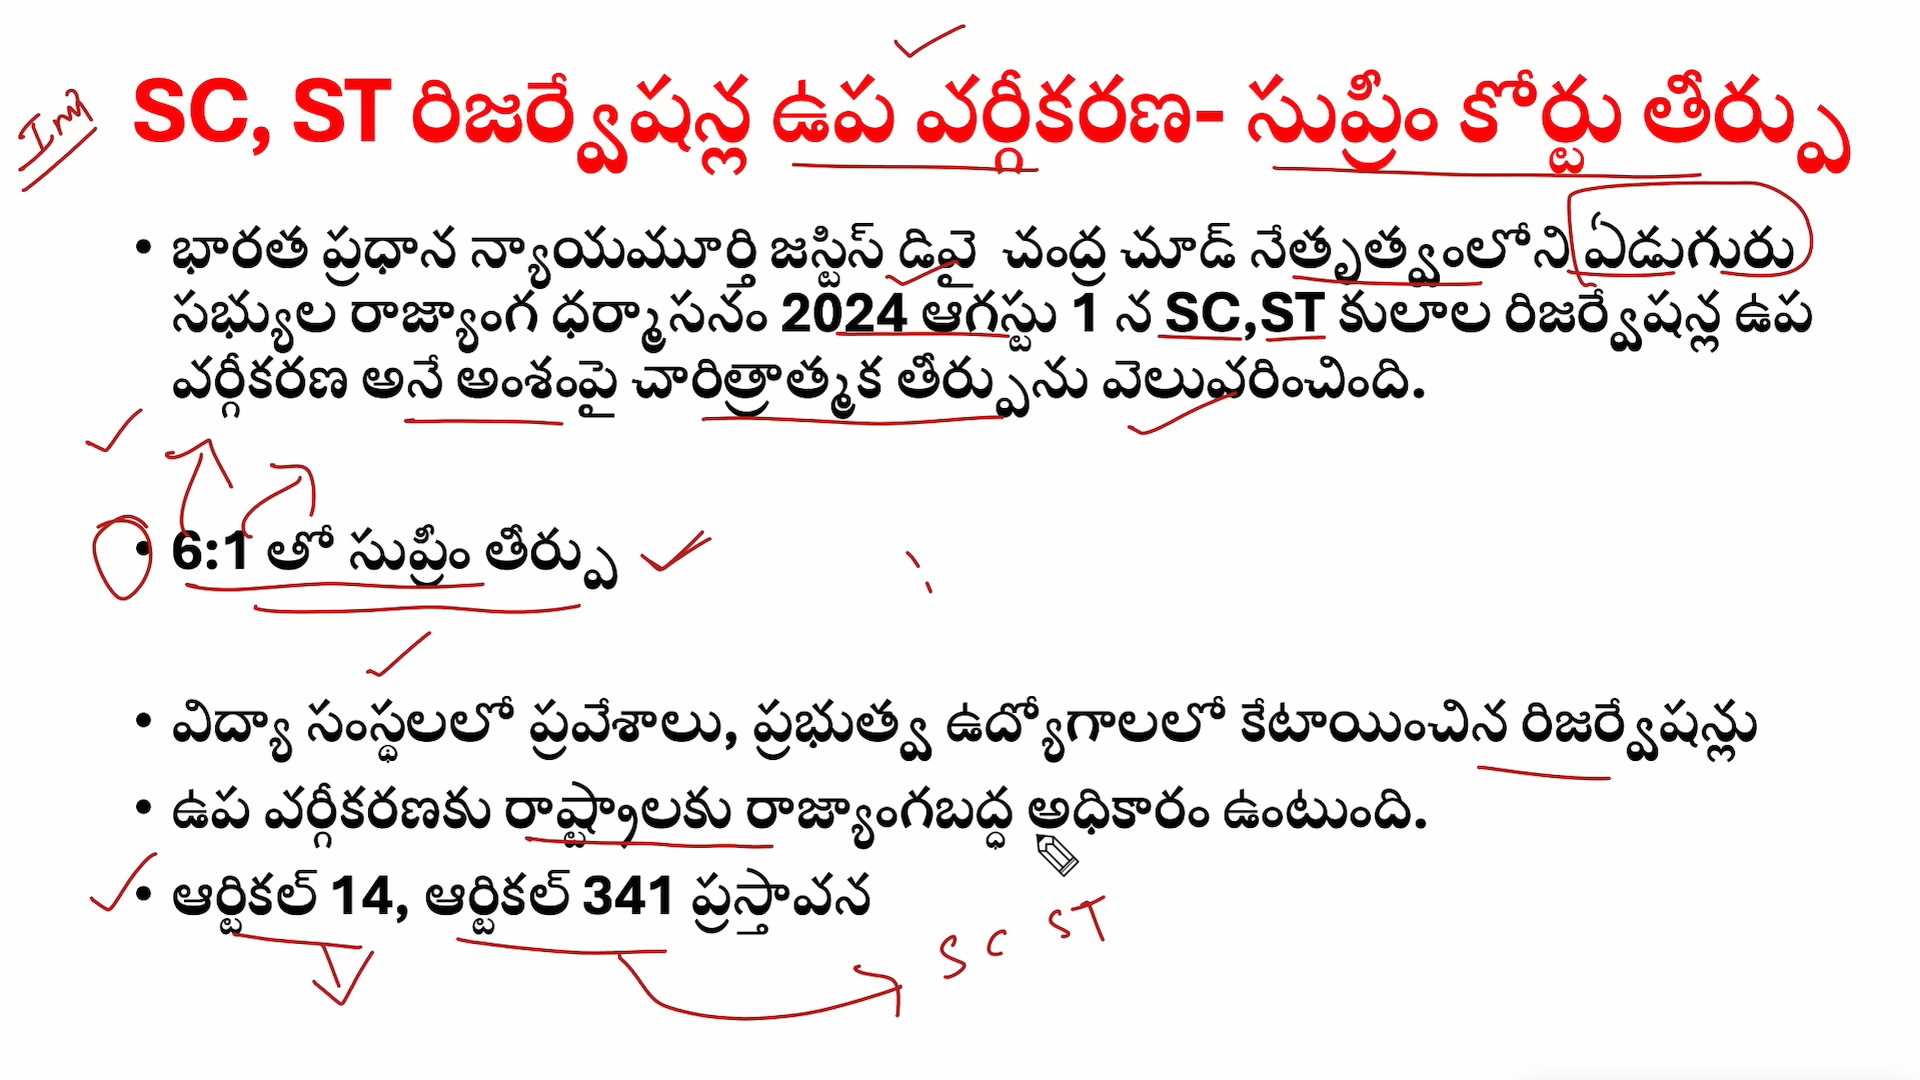 Imp
SC, ST రిజర్వేషన్ల ఉప వర్గీకరణ- సుప్రీం కోర్టు తీర్పు
• భారత ప్రధాన న్యాయమూర్తి జస్టిస్ డివై చంద్ర చూడ్ నేతృత్వంలోని ఏడుగురు
సభ్యుల రాజ్యాంగ ధర్మాసనం 2024 ఆగస్టు 1 న SC,ST కులాల రిజర్వేషన్ల ఉప
వర్గీకరణ అనే అంశంపై చారిత్రాత్మక తీర్పును వెలువరించింది.
• 6:1 తో సుప్రీం తీర్పు
• విద్యా సంస్థలలో ప్రవేశాలు, ప్రభుత్వ ఉద్యోగాలలో కేటాయించిన రిజర్వేషన్లు
• ఉప వర్గీకరణకు రాష్ట్రాలకు రాజ్యాంగబద్ధ అధికారం ఉంటుంది.
• ఆర్టికల్ 14, ఆర్టికల్ 341 ప్రస్తావన
SC ST